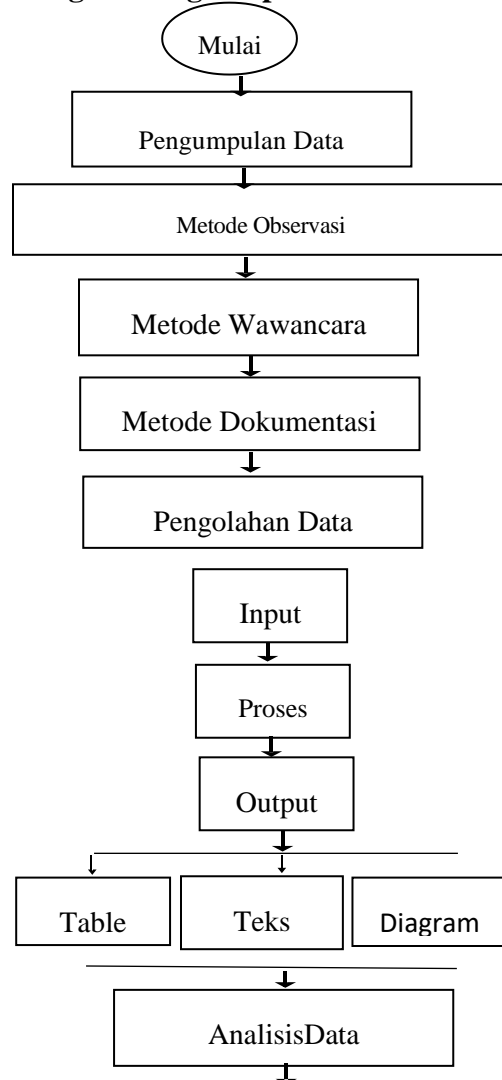 Mulai
Pengumpulan Data
Metode Observasi
Metode Wawancara
Metode Dokumentasi
Pengolahan Data
Input
Proses
Output
Table Teks Diagram
AnalisisData